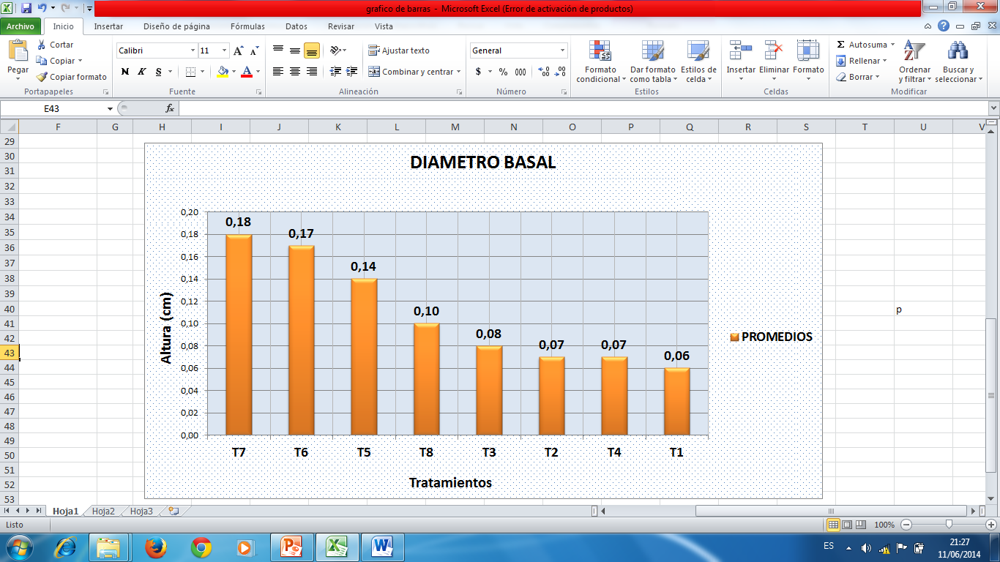 grafico de barras - Microsoft Excel (Error de activación de productos)
Archivo Inicio Insertar Diseño de página Fórmulas Datos Revisar Vista
Pegar
Cortar
Copiar
Copiar formato
Portapapeles
Calibri 11 A A
N K S A
Fuente
Ajustar texto
Combinar y centrar
Alineación
General
$ % 000
Número
Formato condicional
Dar formato como tabla
Estilos de celda
Estilos
Insertar Eliminar Formato
Celdas
Autosuma
Rellenar
Borrar
Ordenar y filtrar
Buscar y seleccionar
Modificar
E43 fx
F G H I J K L M N O P Q R S T U V
29
30
31
32
33
34
35
36
37
38
39
40
41
42
43
44
45
46
47
48
49
50
51
52
53
DIAMETRO BASAL
Altura (cm)
0,20
0,18
0,16
0,14
0,12
0,10
0,08
0,06
0,04
0,02
0,00
0,18 0,17 0,14 0,10 0,08 0,07 0,07 0,06
T7 T6 T5 T8 T3 T2 T4 T1
Tratamientos
PROMEDIOS
p
Hoja1 Hoja2 Hoja3
Listo
100%
ES
21:27
11/06/2014